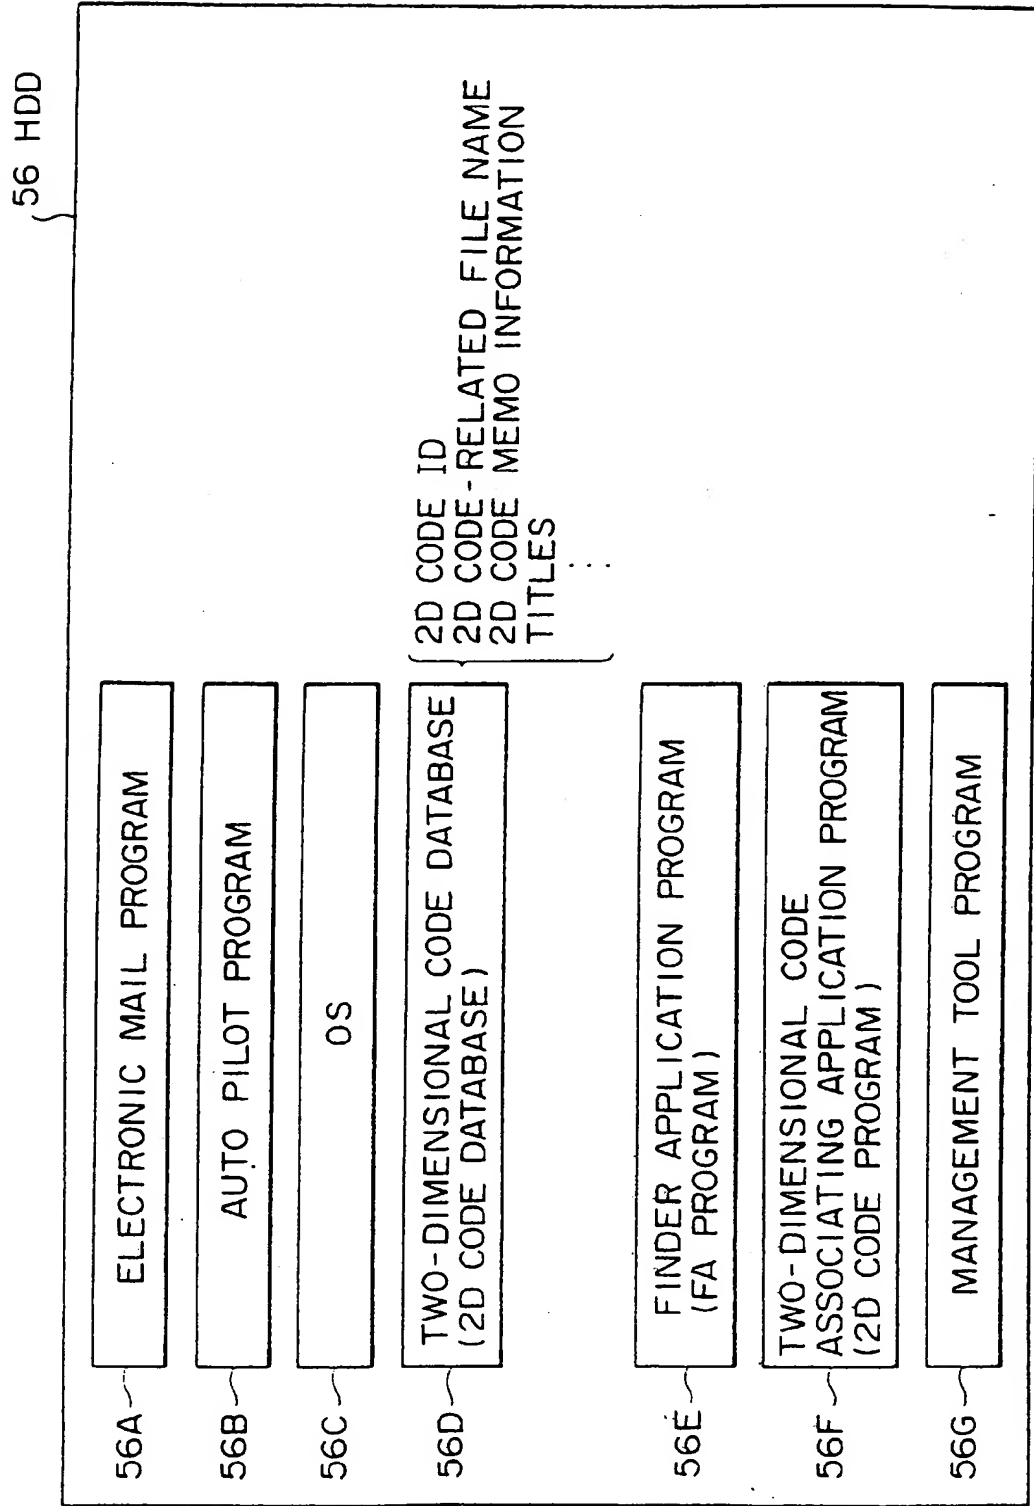 56 HDD
56A
ELECTRONIC MAIL PROGRAM
56B
AUTO PILOT PROGRAM
56C
OS
56D
TWO-DIMENSIONAL CODE DATABASE
(2D CODE DATABASE)
2D CODE ID
2D CODE-RELATED FILE NAME
2D CODE MEMO INFORMATION
TITLES
⋮
56E
FINDER APPLICATION PROGRAM
(FA PROGRAM)
56F
TWO-DIMENSIONAL CODE
ASSOCIATING APPLICATION PROGRAM
(2D CODE PROGRAM)
56G
MANAGEMENT TOOL PROGRAM